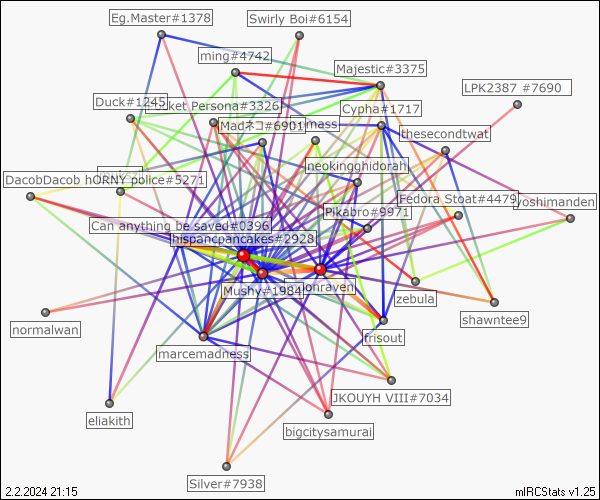 Eg.Master#1378
Swirly Boi#6154
ming#4742
Majestic#3375
LPK2387 #7690
Duck#1245
Persona#3326
Cypha#1717
Madネコ#6901
mass
thesecondtwat
neokingghidorah
DacobDacob hORNY police#5271
Fedora Stoat#4479
yoshimanden
Pikabro#9971
Can anything be saved#0396
hispancpancakes#2928
Mushy#1984
onraven
zebula
shawntee9
normalwan
frisout
marcemadness
JKOUYH VIII#7034
eliakith
bigcitysamurai
Silver#7938
2.2.2024 21:15
mIRCStats v1.25